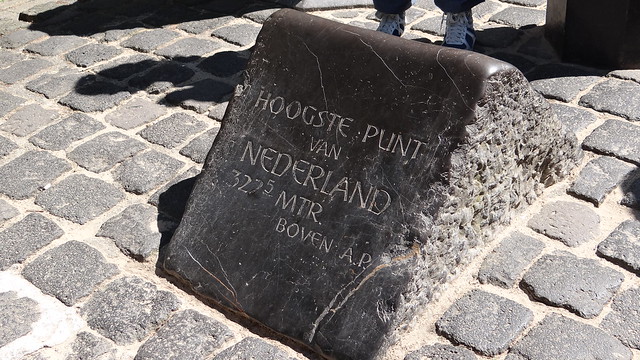 HOOGSTE PUNT
VAN
NEDERLAND
322⁵ MTR
BOVEN A.P.